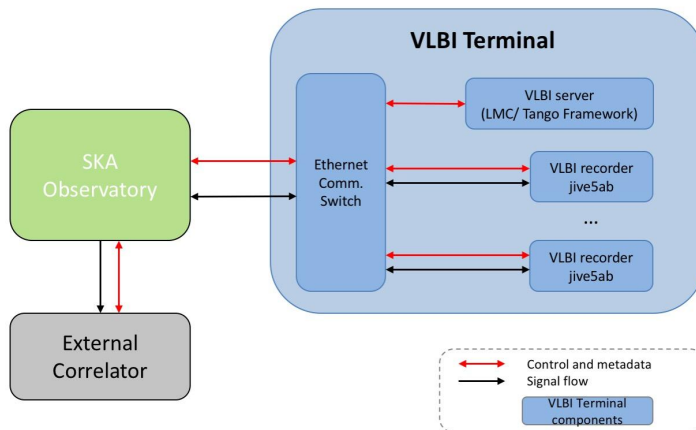 VLBI Terminal
VLBI server
(LMC/ Tango Framework)
SKA
Observatory
Ethernet
Comm.
Switch
VLBI recorder
jive5ab
...
VLBI recorder
jive5ab
External
Correlator
Control and metadata
Signal flow
VLBI Terminal
components